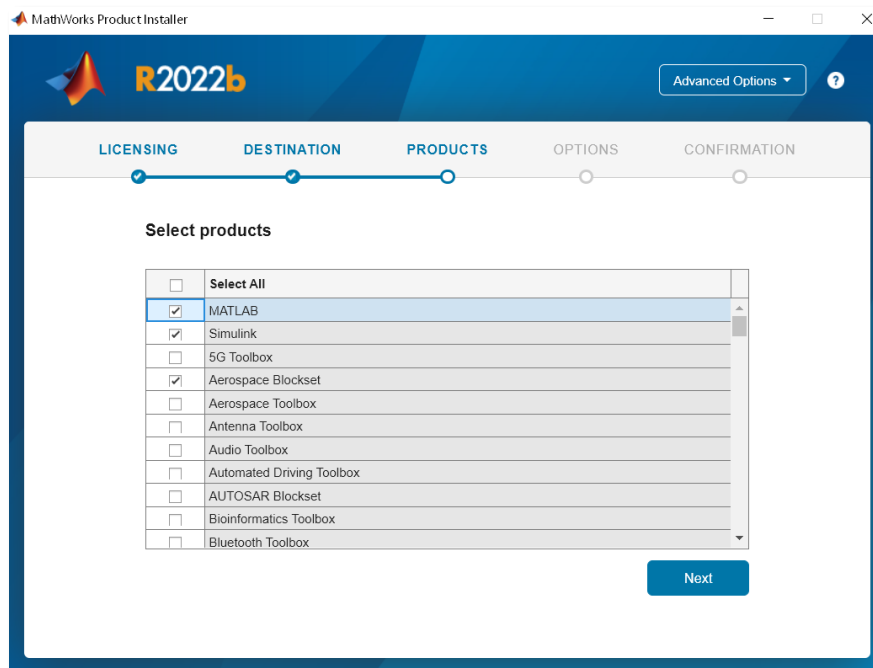 MathWorks Product Installer
R2022b
Advanced Options
?
LICENSING DESTINATION PRODUCTS OPTIONS CONFIRMATION
Select products
Select All
MATLAB
Simulink
5G Toolbox
Aerospace Blockset
Aerospace Toolbox
Antenna Toolbox
Audio Toolbox
Automated Driving Toolbox
AUTOSAR Blockset
Bioinformatics Toolbox
Bluetooth Toolbox
Next